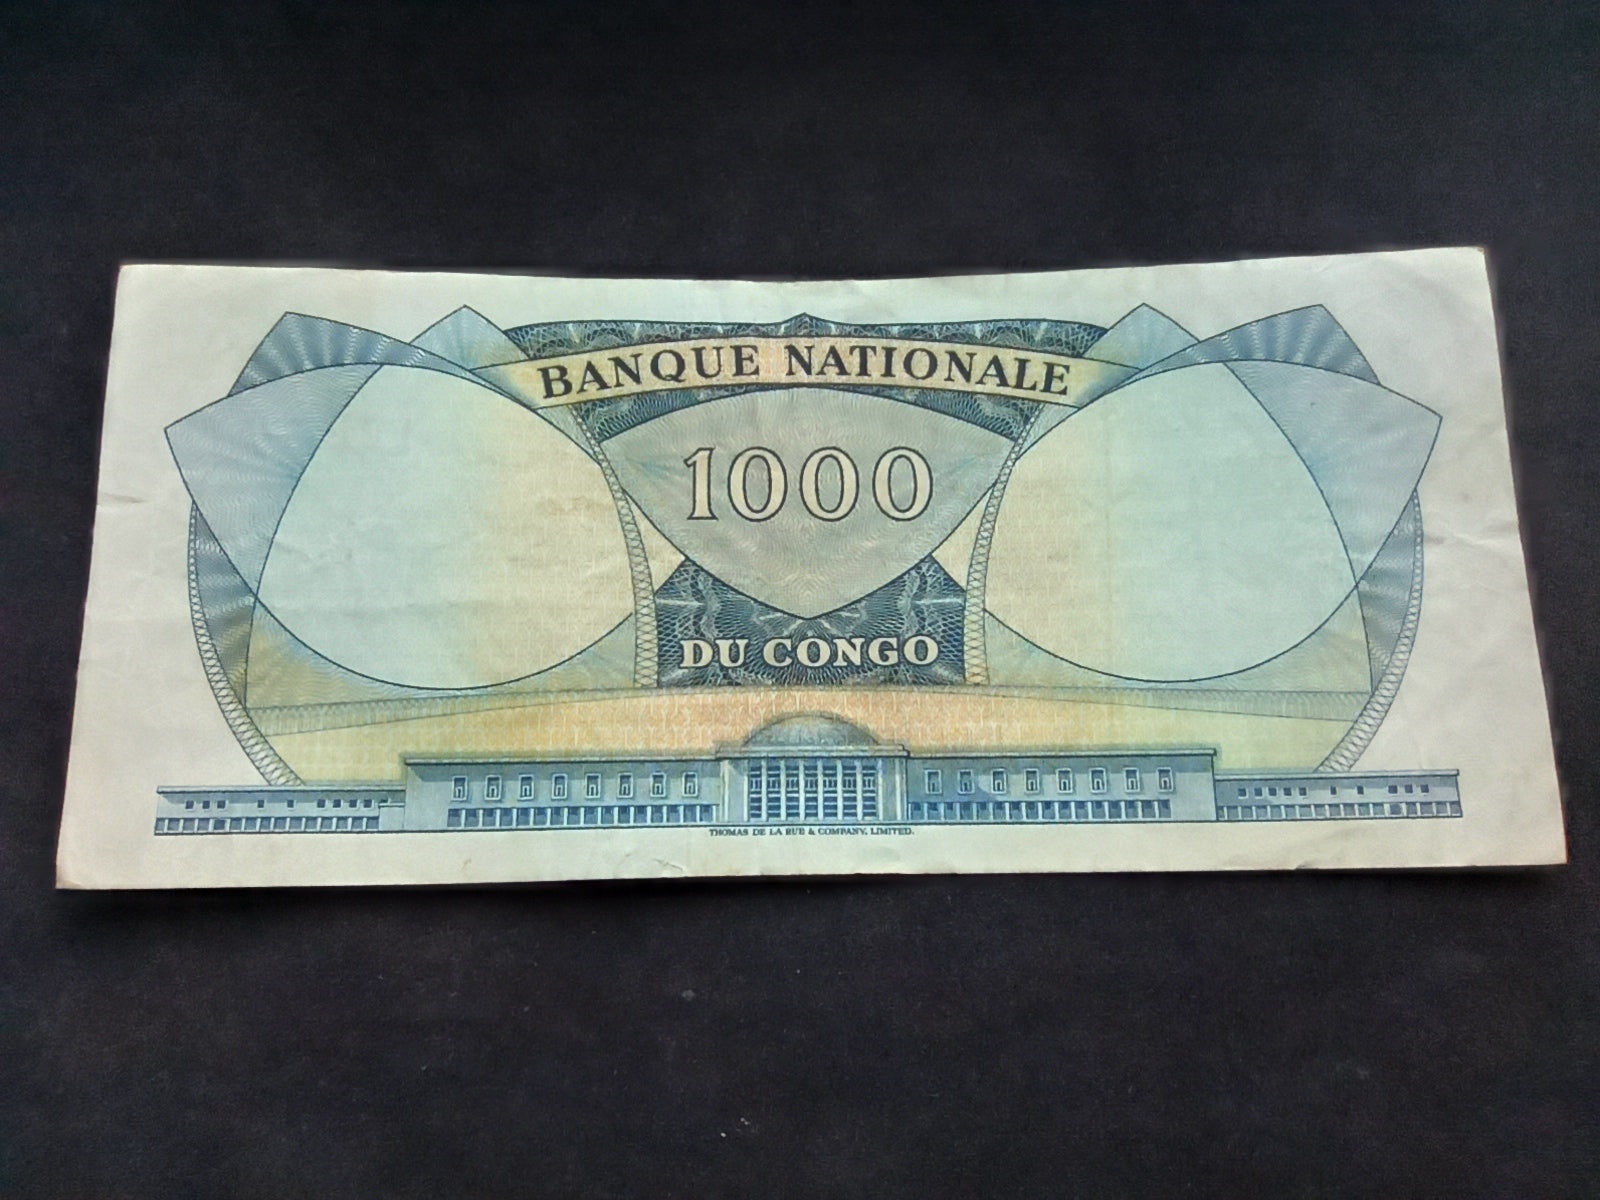 BANQUE NATIONALE
1000
DU CONGO
THOMAS DE LA RUE & COMPANY, LIMITED.